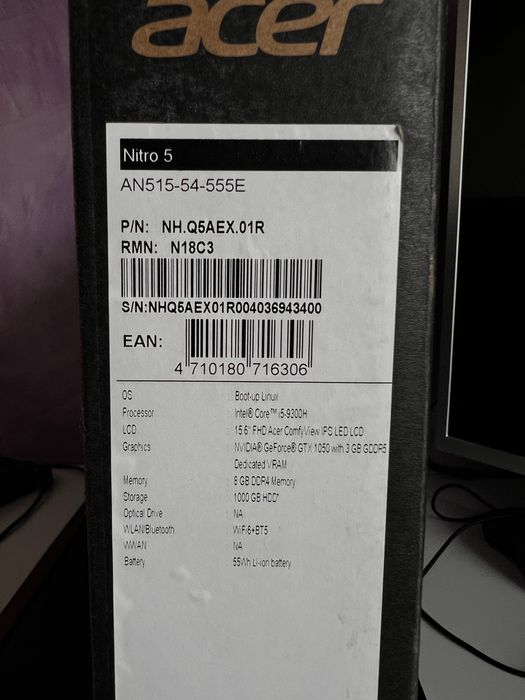 acer
Nitro 5
AN515-54-555E
P/N: NH.Q5AEX.01R
RMN: N18C3
S/N:NHQ5AEX01R004036943400
EAN:
4 710180 716306
OS : Boot-up Linux
Processor : Intel® Core™ i5-9300H
LCD : 15.6" FHD Acer ComfyView IPS LED LCD
Graphics : NVIDIA® GeForce® GTX 1050 with 3 GB GDDR5
Dedicated VRAM
Memory : 8 GB DDR4 Memory
Storage : 1000 GB HDD*
Optical Drive : NA
WLAN/Bluetooth : WiFi6+BT5
WWAN : NA
Battery : 55Wh Li-ion battery